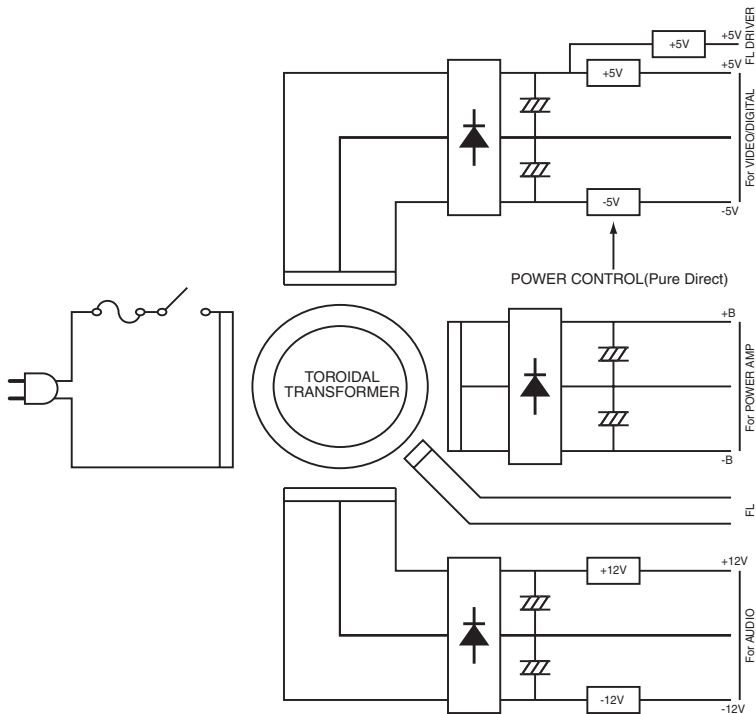 +5V
+5V
FL DRIVER
+5V
+5V
For VIDEO/DIGITAL
-5V
-5V
POWER CONTROL(Pure Direct)
+B
TOROIDAL
TRANSFORMER
For POWER AMP
-B
FL
+12V
+12V
For AUDIO
-12V
-12V